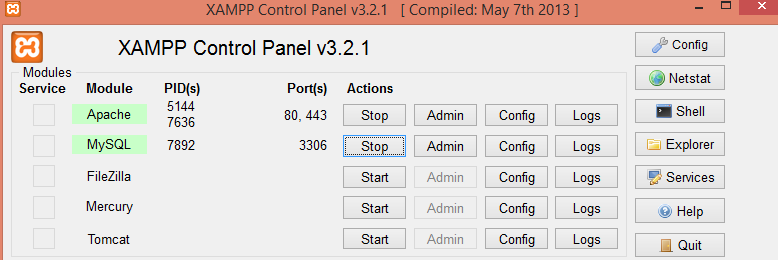 XAMPP Control Panel v3.2.1 [ Compiled: May 7th 2013 ]
XAMPP Control Panel v3.2.1
Config
Modules
Service Module PID(s) Port(s) Actions
Netstat
Apache 5144 7636 80, 443 Stop Admin Config Logs
Shell
MySQL 7892 3306 Stop Admin Config Logs
Explorer
FileZilla Start Admin Config Logs
Services
Mercury Start Admin Config Logs
Help
Tomcat Start Admin Config Logs
Quit